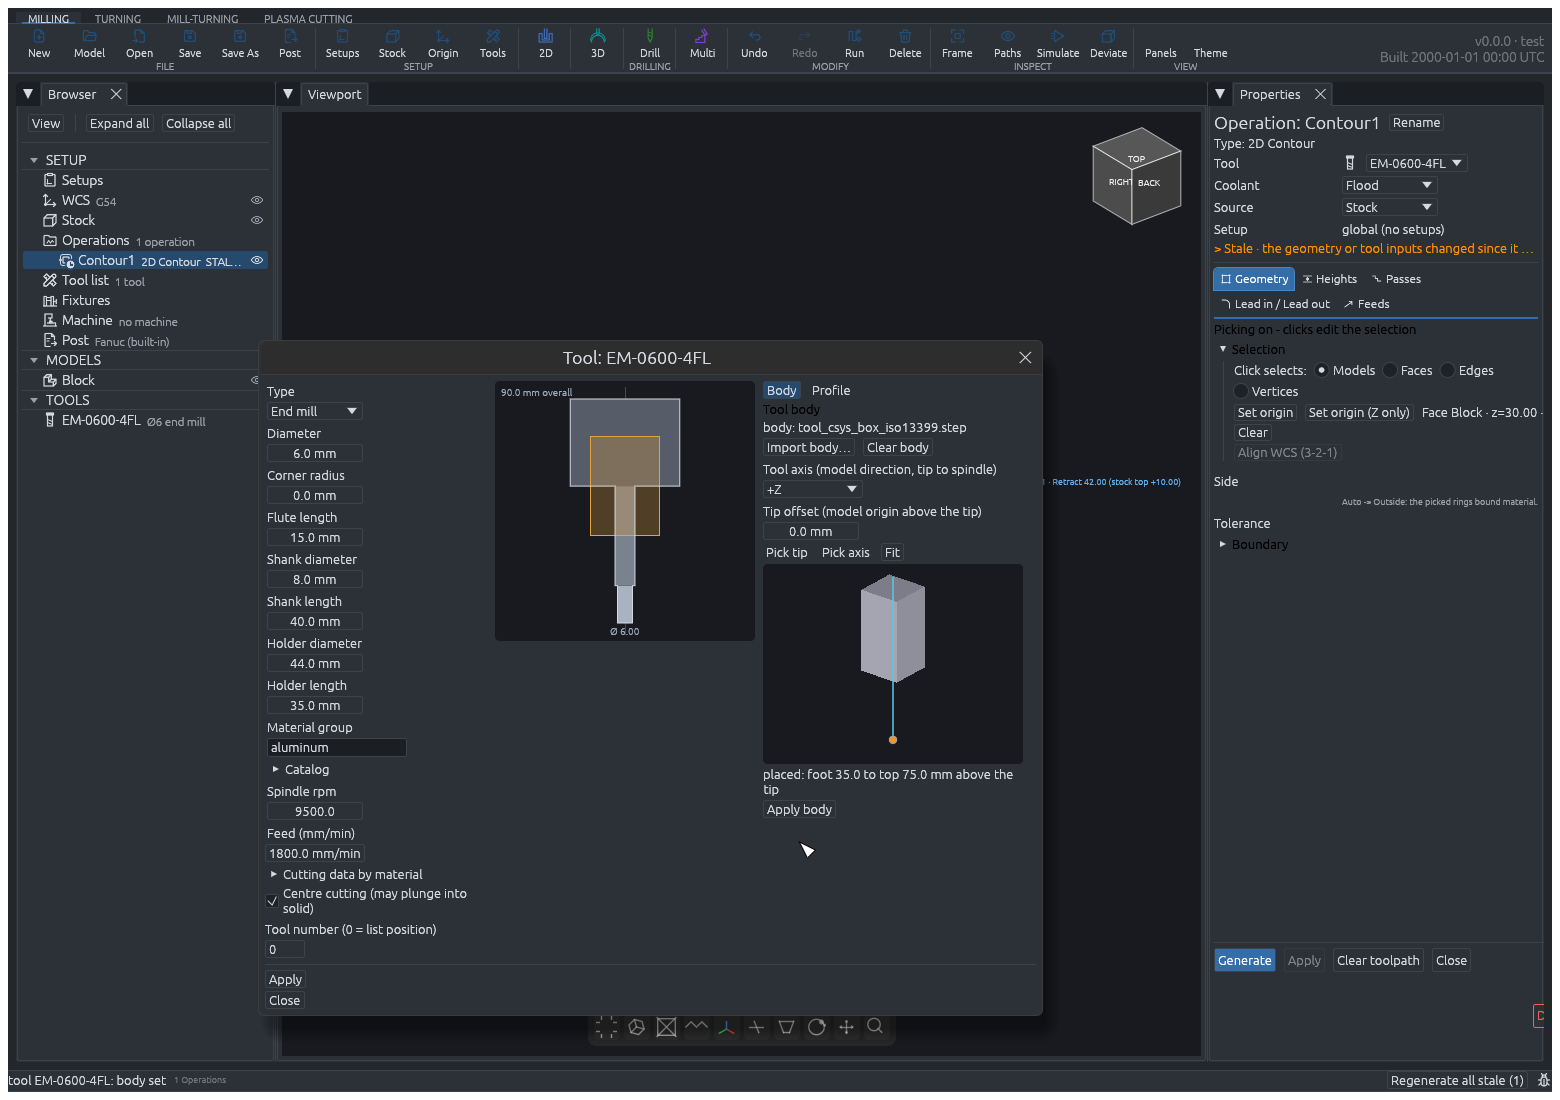 MILLING TURNING MILL-TURNING PLASMA CUTTING
New Model Open Save Save As Post Setups Stock Origin Tools 2D 3D Drill Multi Undo Redo Run Delete Frame Paths Simulate Deviate Panels Theme
FILE SETUP DRILLING MODIFY INSPECT VIEW
v0.0.0 · test
Built 2000-01-01 00:00 UTC
Browser
View Expand all Collapse all
SETUP
Setups
WCS G54
Stock
Operations 1 operation
Contour1 2D Contour STAL...
Tool list 1 tool
Fixtures
Machine no machine
Post Fanuc (built-in)
MODELS
Block
TOOLS
EM-0600-4FL Ø6 end mill
Viewport
TOP
RIGHT BACK
1 · Retract 42.00 (stock top +10.00)
Tool: EM-0600-4FL
Type
End mill
Diameter
6.0 mm
Corner radius
0.0 mm
Flute length
15.0 mm
Shank diameter
8.0 mm
Shank length
40.0 mm
Holder diameter
44.0 mm
Holder length
35.0 mm
Material group
aluminum
Catalog
Spindle rpm
9500.0
Feed (mm/min)
1800.0 mm/min
Cutting data by material
Centre cutting (may plunge into
solid)
Tool number (0 = list position)
0
Apply
Close
90.0 mm overall
Ø 6.00
Body Profile
Tool body
body: tool_csys_box_iso13399.step
Import body... Clear body
Tool axis (model direction, tip to spindle)
+Z
Tip offset (model origin above the tip)
0.0 mm
Pick tip Pick axis Fit
placed: foot 35.0 to top 75.0 mm above the
tip
Apply body
Properties
Operation: Contour1 Rename
Type: 2D Contour
Tool EM-0600-4FL
Coolant Flood
Source Stock
Setup global (no setups)
> Stale · the geometry or tool inputs changed since it ...
Geometry Heights Passes
Lead in / Lead out Feeds
Picking on - clicks edit the selection
Selection
Click selects: Models Faces Edges
Vertices
Set origin Set origin (Z only) Face Block · z=30.00 ·
Clear
Align WCS (3-2-1)
Side
Auto -> Outside: the picked rings bound material.
Tolerance
Boundary
Generate Apply Clear toolpath Close
D
tool EM-0600-4FL: body set 1 Operations
Regenerate all stale (1)